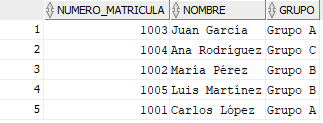 NUMERO_MATRICULA NOMBRE GRUPO
1 1003 Juan García Grupo A
2 1004 Ana Rodríguez Grupo C
3 1002 María Pérez Grupo B
4 1005 Luis Martínez Grupo B
5 1001 Carlos López Grupo A